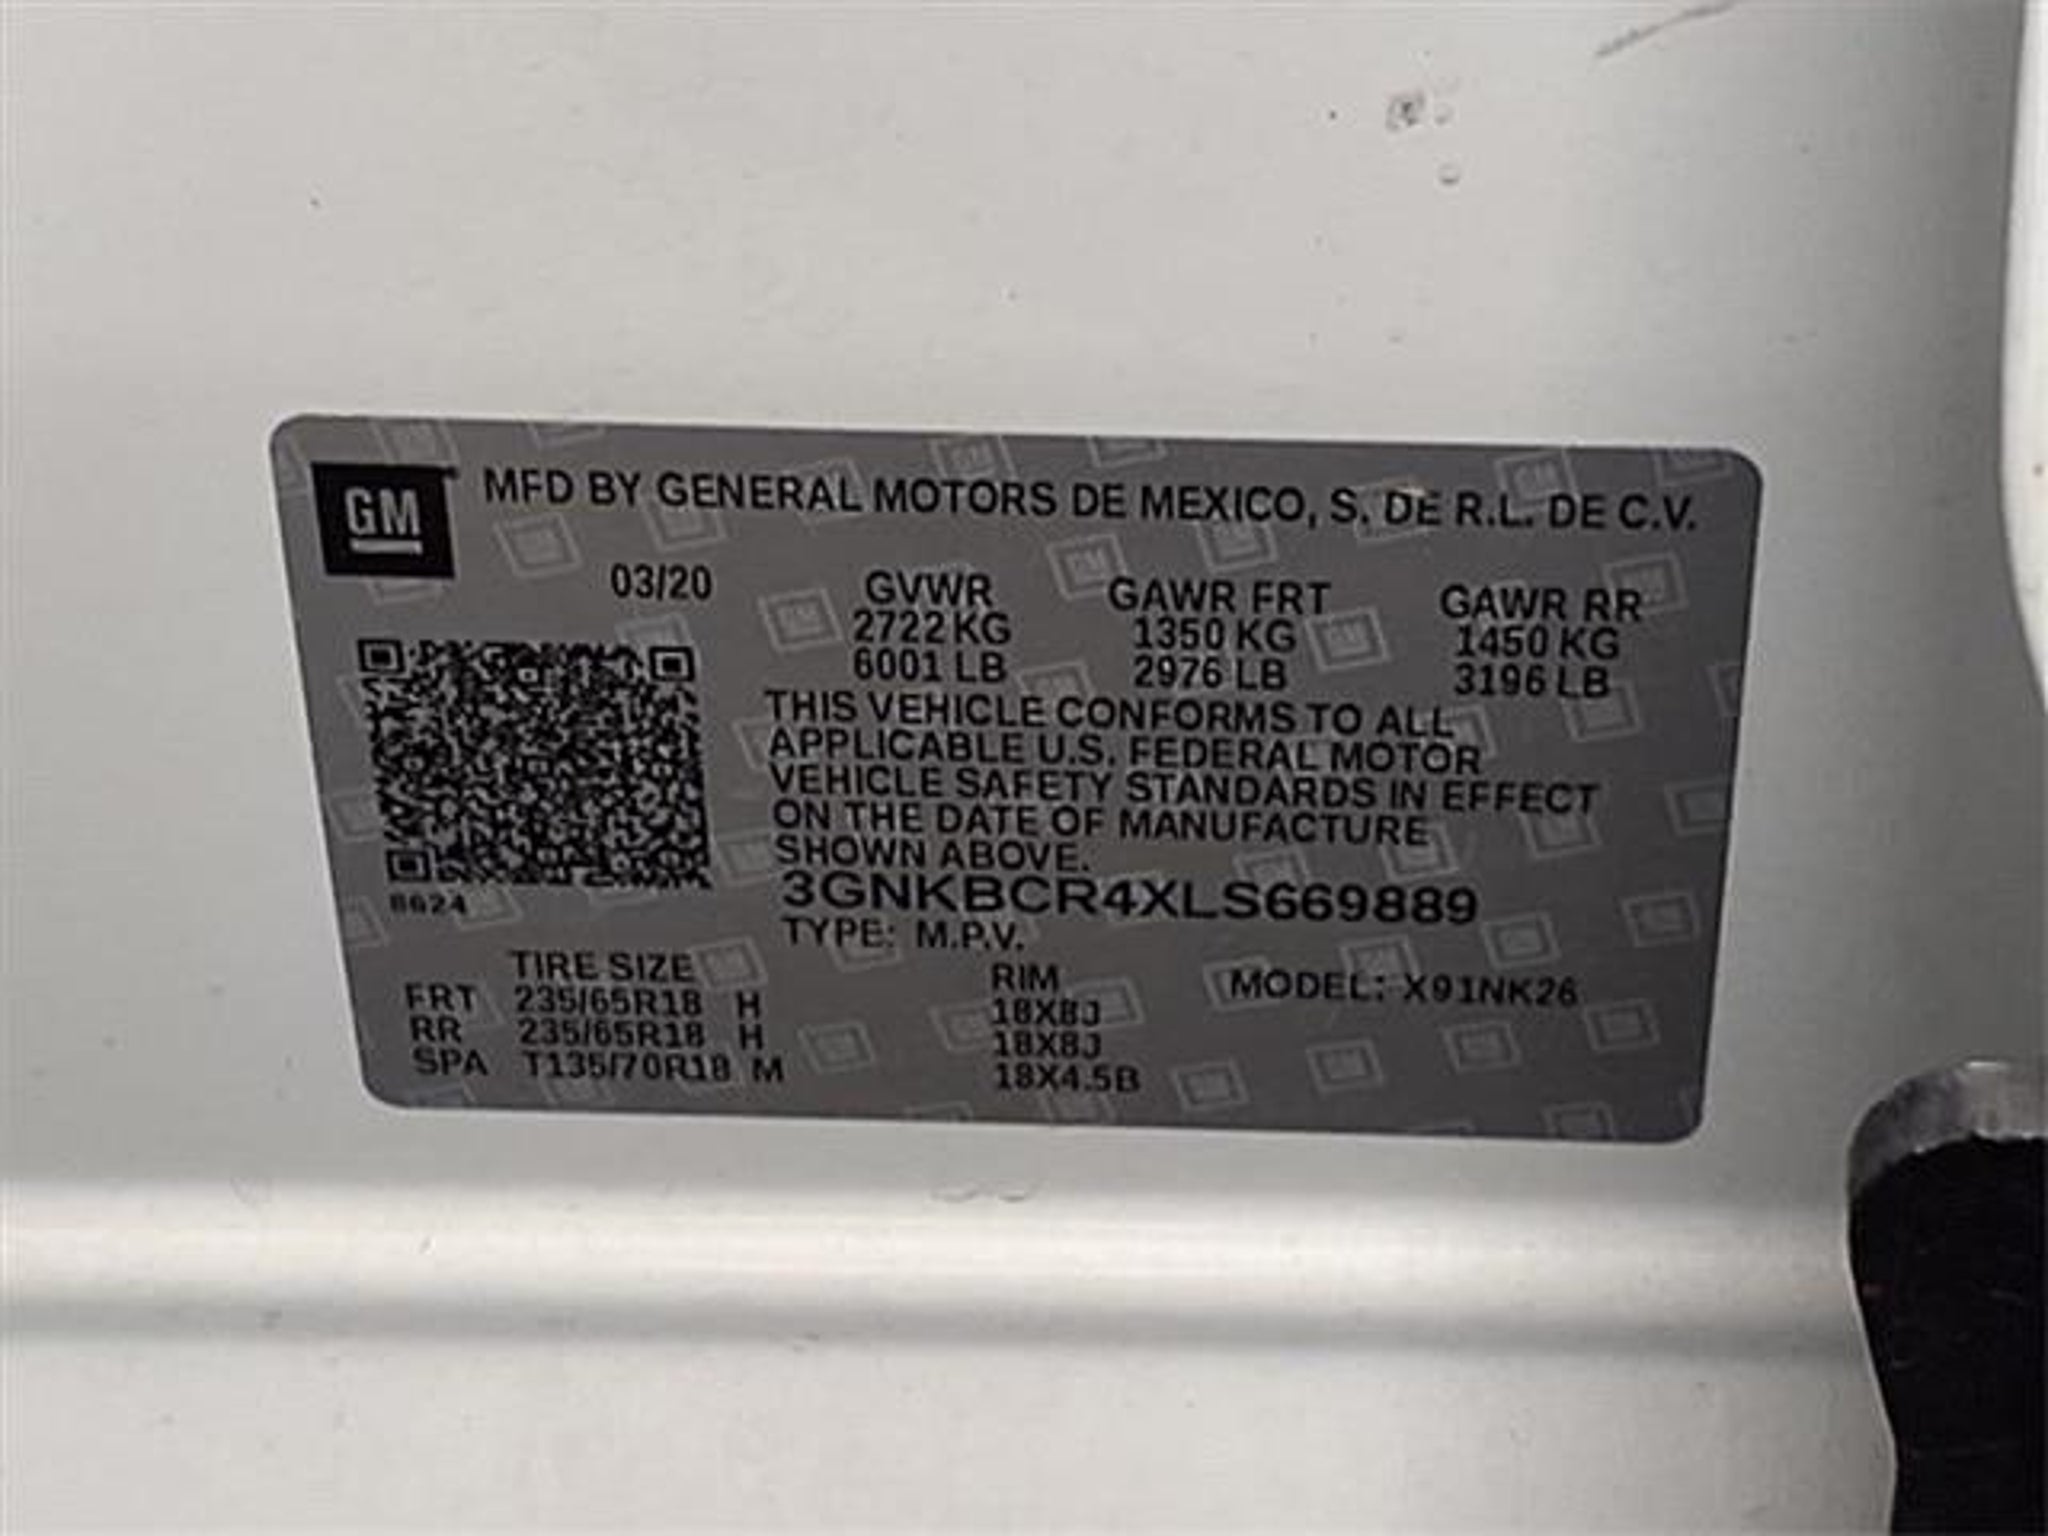 GM MFD BY GENERAL MOTORS DE MEXICO, S. DE R.L. DE C.V.
03/20 GVWR GAWR FRT GAWR RR
2722 KG 1350 KG 1450 KG
6001 LB 2976 LB 3196 LB
THIS VEHICLE CONFORMS TO ALL
APPLICABLE U.S. FEDERAL MOTOR
VEHICLE SAFETY STANDARDS IN EFFECT
ON THE DATE OF MANUFACTURE
SHOWN ABOVE.
3GNKBCR4XLS669889
8624
TYPE: M.P.V.
TIRE SIZE RIM MODEL: X91NK26
FRT 235/65R18 H 18X8J
RR 235/65R18 H 18X8J
SPA T135/70R18 M 18X4.5B